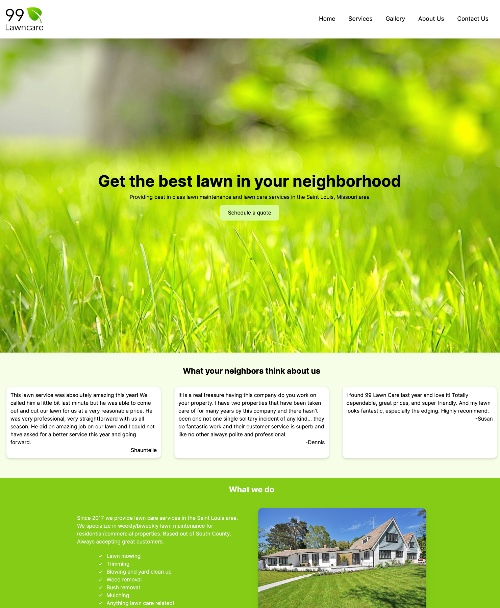 99
Lawncare
Home Services Gallery About Us Contact Us
Get the best lawn in your neighborhood
Providing best in class lawn maintenance and lawn care services in the Saint Louis, Missouri area
Schedule a quote
What your neighbors think about us
This lawn service was absolutely amazing this year! We
called him a little bit last minute but he was able to come
out and cut our lawn for us at a very reasonable price. He
was very professional, very straightforward with us all
season. He did an amazing job on our lawn and I could not
have asked for a better service this year and going
forward.
- Shauntelle
It is a real treasure having this company do you work on
your property. I have two properties that have been taken
care of for many years by this company and there hasn't
been one not one single solitary incident of any kind... they
do fantastic work and their customer service is superb and
like no other always polite and professional
-Dennis
I found 99 Lawn Care last year and love it! Totally
dependable, great prices, and super friendly. And my lawn
looks fantastic, especially the edging. Highly recommend.
-Susan
What we do
Since 2017 we provide lawn care services in the Saint Louis area.
We specialize in weekly/biweekly lawn maintenance for
residential/commercial properties. Based out of South County.
Always accepting great customers.
✓ Lawn mowing
✓ Trimming
✓ Blowing and yard clean up
✓ Weed removal
✓ Bush removal
✓ Mulching
✓ Anything lawn care related!